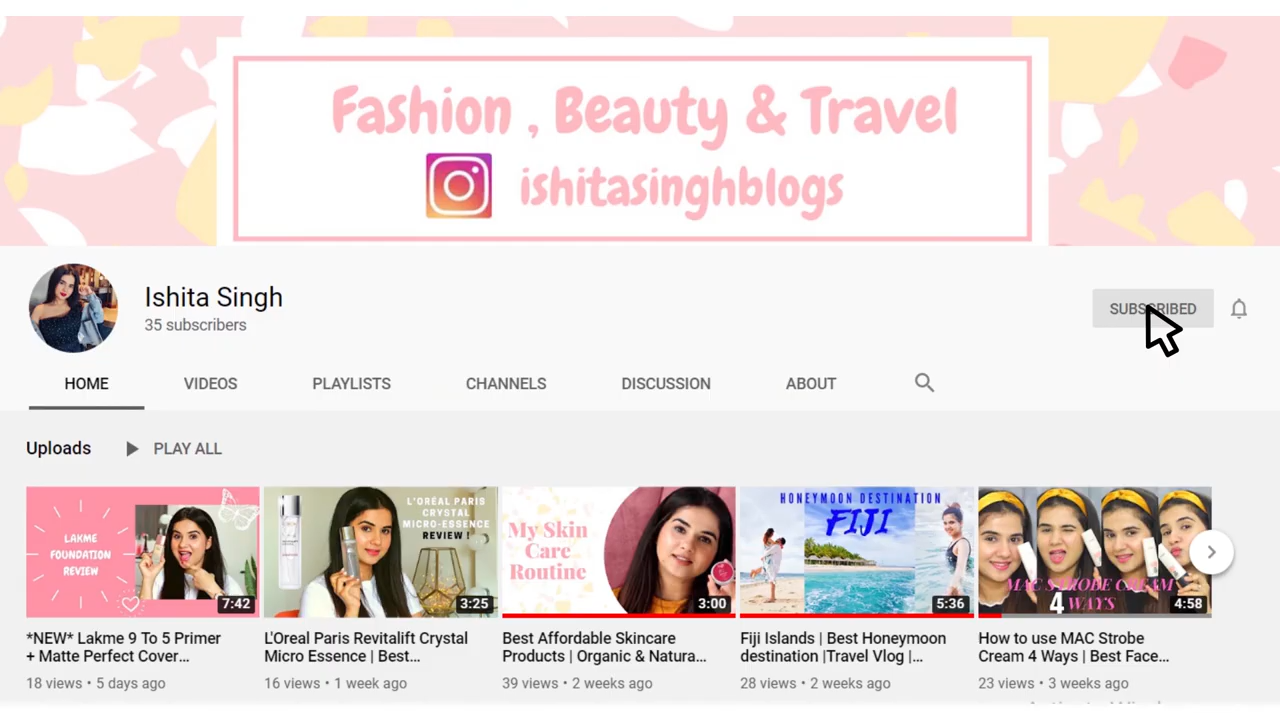 Fashion , Beauty & Travel
ishitasinghblogs
Ishita Singh
35 subscribers
SUBSCRIBED
HOME VIDEOS PLAYLISTS CHANNELS DISCUSSION ABOUT
Uploads PLAY ALL
LAKME
FOUNDATION
REVIEW
7:42
L'ORÉAL PARIS
CRYSTAL
MICRO-ESSENCE
REVIEW !
3:25
My Skin
Care
Routine
3:00
HONEYMOON DESTINATION
FIJI
5:36
MAC STROBE CREAM
4 WAYS
4:58
*NEW* Lakme 9 To 5 Primer
+ Matte Perfect Cover...
18 views • 5 days ago
L'Oreal Paris Revitalift Crystal
Micro Essence | Best...
16 views • 1 week ago
Best Affordable Skincare
Products | Organic & Natura...
39 views • 2 weeks ago
Fiji Islands | Best Honeymoon
destination |Travel Vlog |...
28 views • 2 weeks ago
How to use MAC Strobe
Cream 4 Ways | Best Face...
23 views • 3 weeks ago